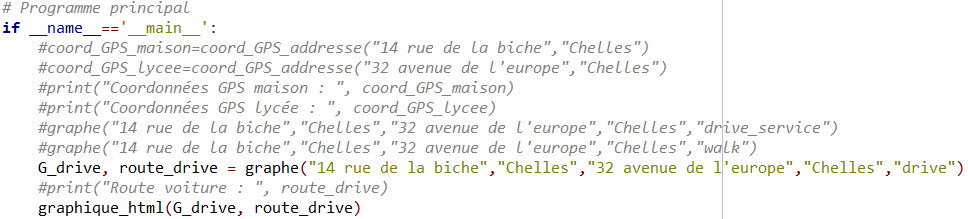 # Programme principal
if __name__=='__main__':
    #coord_GPS_maison=coord_GPS_addresse("14 rue de la biche","Chelles")
    #coord_GPS_lycee=coord_GPS_addresse("32 avenue de l'europe","Chelles")
    #print("Coordonnées GPS maison : ", coord_GPS_maison)
    #print("Coordonnées GPS lycée : ", coord_GPS_lycee)
    #graphe("14 rue de la biche","Chelles","32 avenue de l'europe","Chelles","drive_service")
    #graphe("14 rue de la biche","Chelles","32 avenue de l'europe","Chelles","walk")
    G_drive, route_drive = graphe("14 rue de la biche","Chelles","32 avenue de l'europe","Chelles","drive")
    #print("Route voiture : ", route_drive)
    graphique_html(G_drive, route_drive)